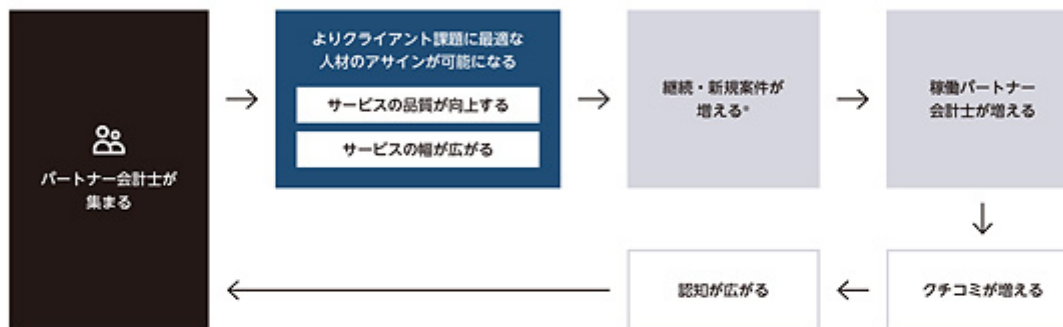 パートナー会計士が
集まる
よりクライアント課題に最適な
人材のアサインが可能になる
サービスの品質が向上する
サービスの幅が広がる
継続・新規案件が
増える*
稼働パートナー
会計士が増える
クチコミが増える
認知が広がる